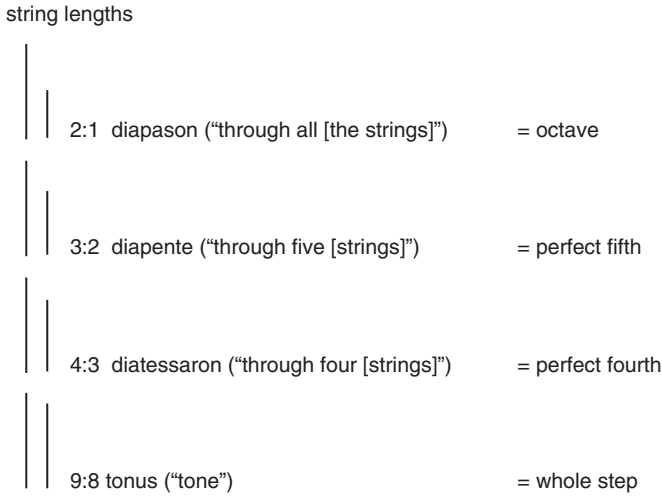 string lengths
2:1 diapason (“through all [the strings]”) = octave
3:2 diapente (“through five [strings]”) = perfect fifth
4:3 diatessaron (“through four [strings]”) = perfect fourth
9:8 tonus (“tone”) = whole step